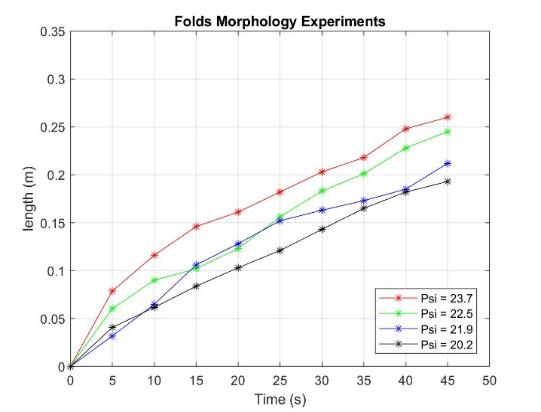 Folds Morphology Experiments
0.35
0.3
0.25
0.2
0.15
0.1
0.05
0
length (m)
Psi = 23.7
Psi = 22.5
Psi = 21.9
Psi = 20.2
0 5 10 15 20 25 30 35 40 45 50
Time (s)